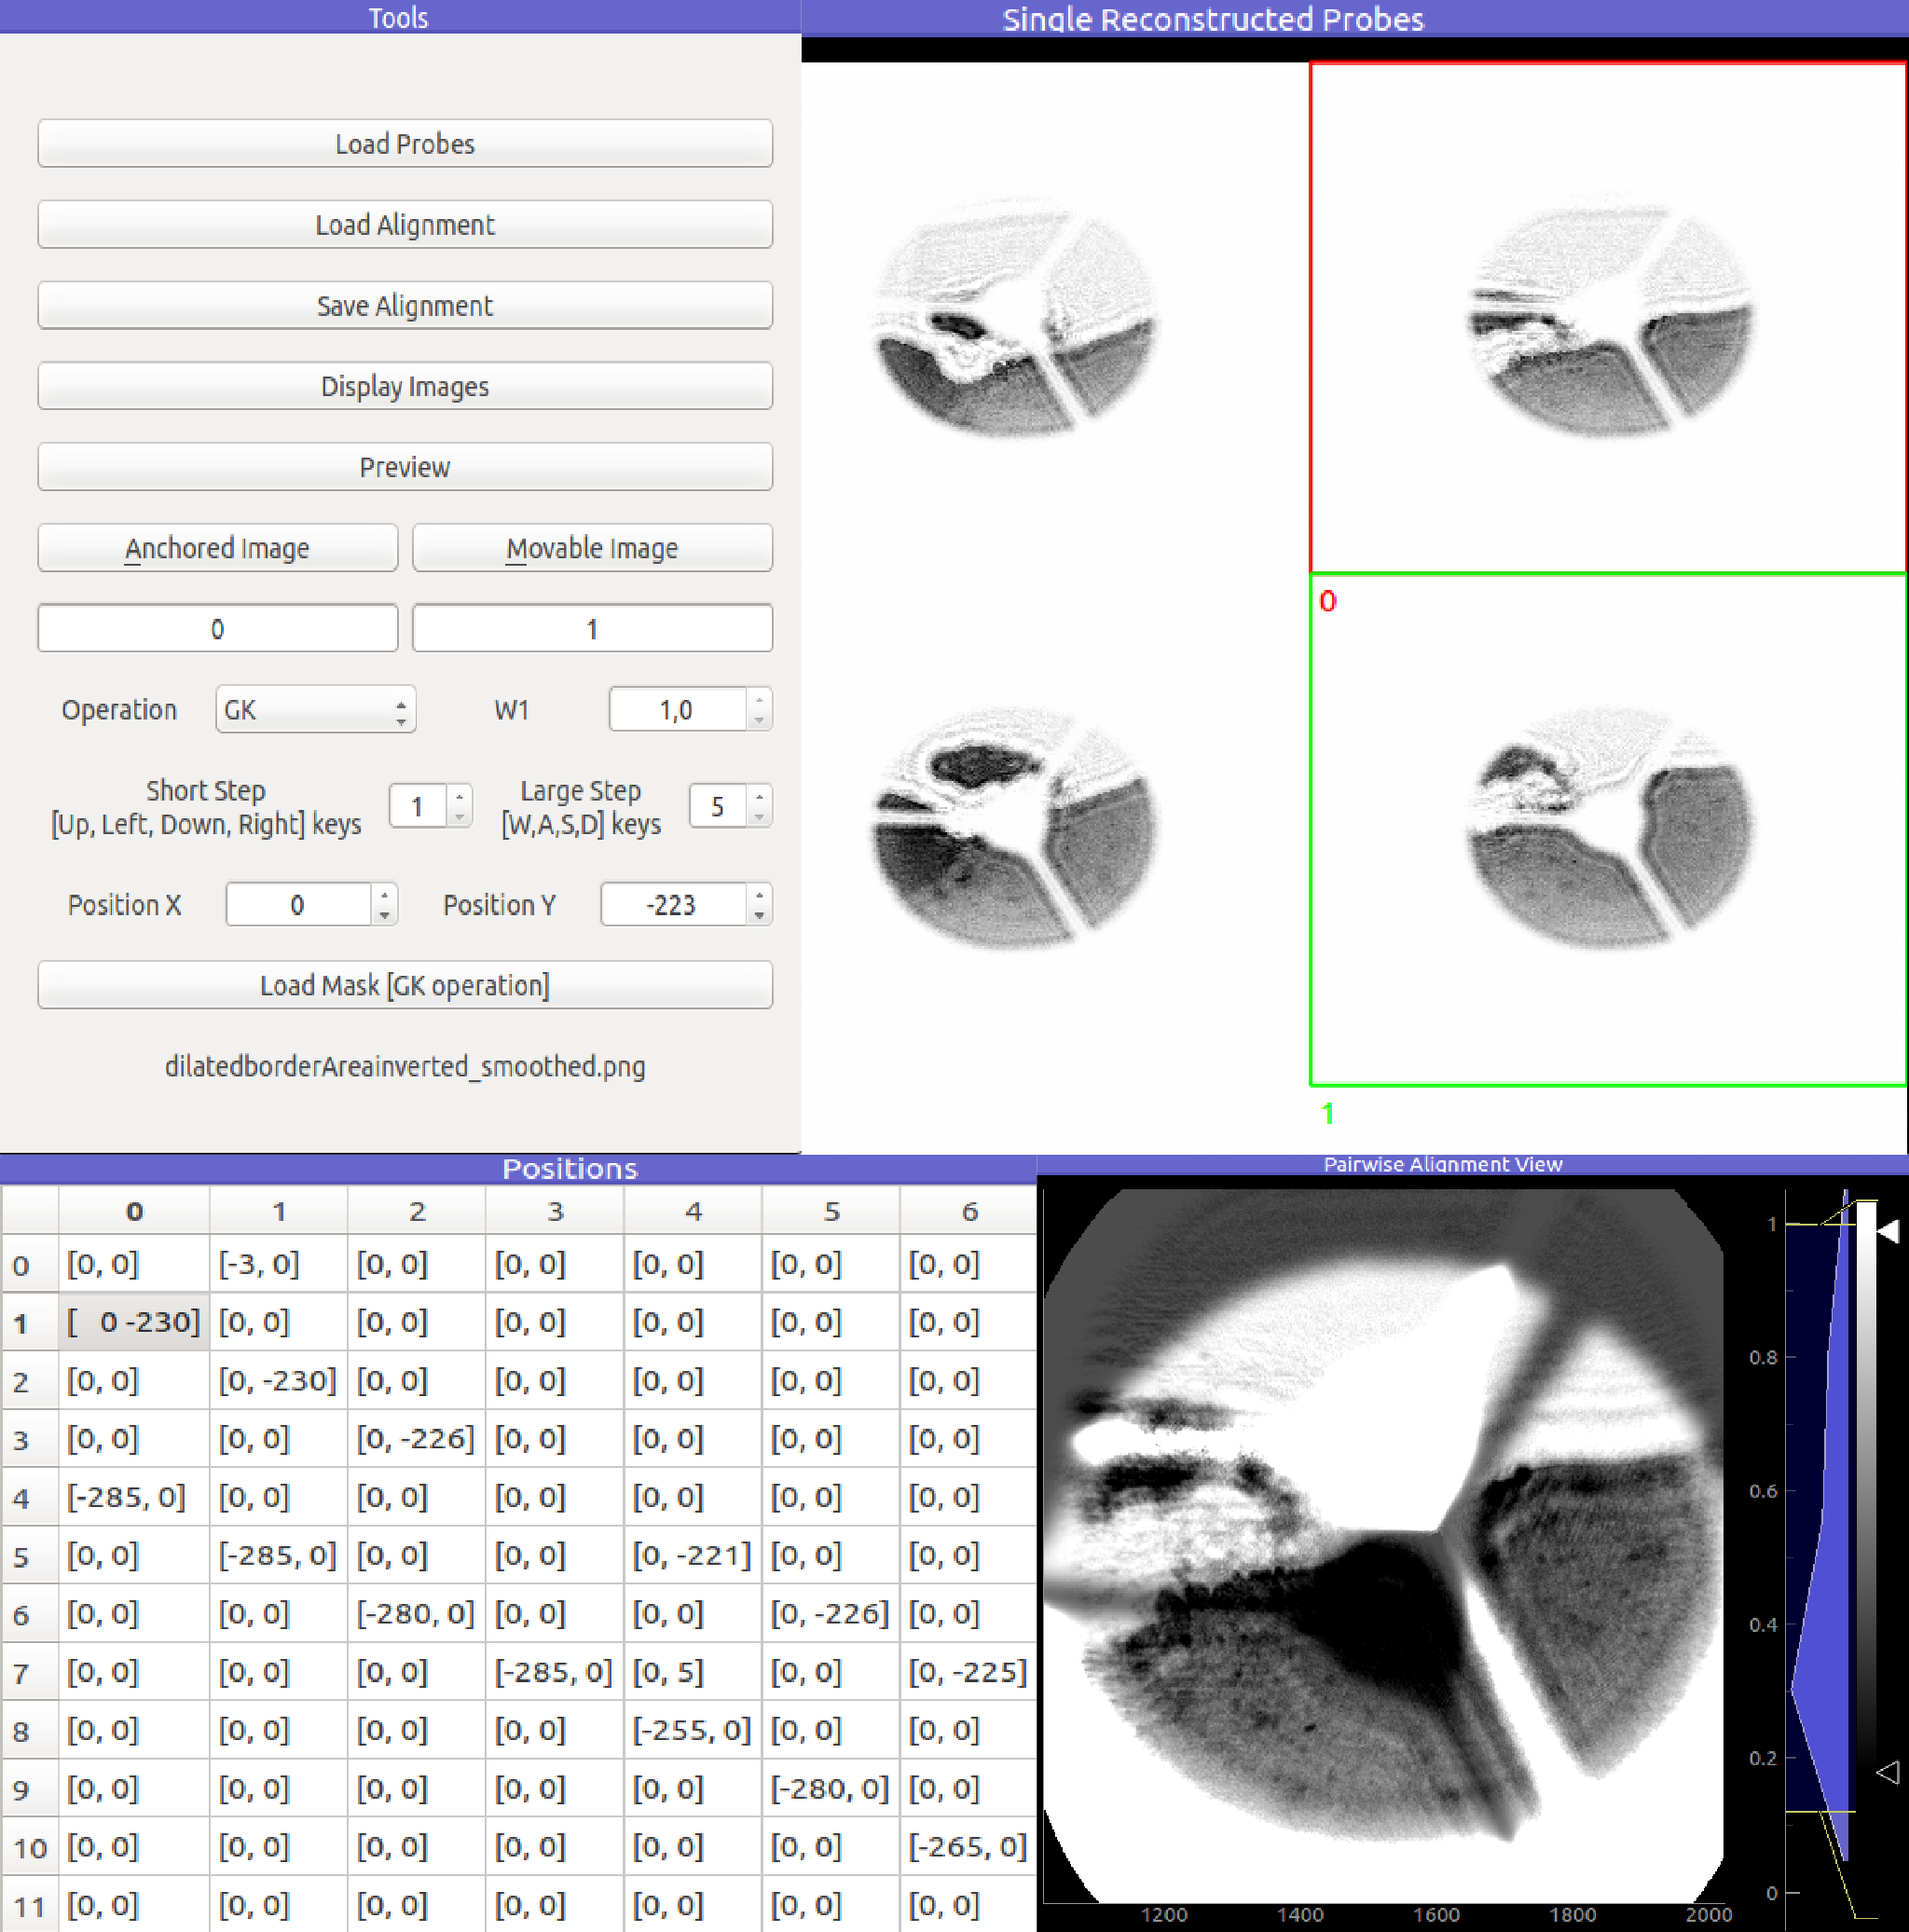 Tools
Load Probes
Load Alignment
Save Alignment
Display Images
Preview
Anchored Image Movable Image
0 1
Operation GK W1 1,0
Short Step
[Up, Left, Down, Right] keys 1
Large Step
[W,A,S,D] keys 5
Position X 0 Position Y -223
Load Mask [GK operation]
dilatedborderAreainverted_smoothed.png
Single Reconstructed Probes
0
1
Positions
0 1 2 3 4 5 6
0 [0, 0] [-3, 0] [0, 0] [0, 0] [0, 0] [0, 0] [0, 0]
1 [ 0 -230] [0, 0] [0, 0] [0, 0] [0, 0] [0, 0] [0, 0]
2 [0, 0] [0, -230] [0, 0] [0, 0] [0, 0] [0, 0] [0, 0]
3 [0, 0] [0, 0] [0, -226] [0, 0] [0, 0] [0, 0] [0, 0]
4 [-285, 0] [0, 0] [0, 0] [0, 0] [0, 0] [0, 0] [0, 0]
5 [0, 0] [-285, 0] [0, 0] [0, 0] [0, -221] [0, 0] [0, 0]
6 [0, 0] [0, 0] [-280, 0] [0, 0] [0, 0] [0, -226] [0, 0]
7 [0, 0] [0, 0] [0, 0] [-285, 0] [0, 5] [0, 0] [0, -225]
8 [0, 0] [0, 0] [0, 0] [0, 0] [-255, 0] [0, 0] [0, 0]
9 [0, 0] [0, 0] [0, 0] [0, 0] [0, 0] [-280, 0] [0, 0]
10 [0, 0] [0, 0] [0, 0] [0, 0] [0, 0] [0, 0] [-265, 0]
11 [0, 0] [0, 0] [0, 0] [0, 0] [0, 0] [0, 0] [0, 0]
Pairwise Alignment View
1
0.8
0.6
0.4
0.2
0
1200 1400 1600 1800 2000